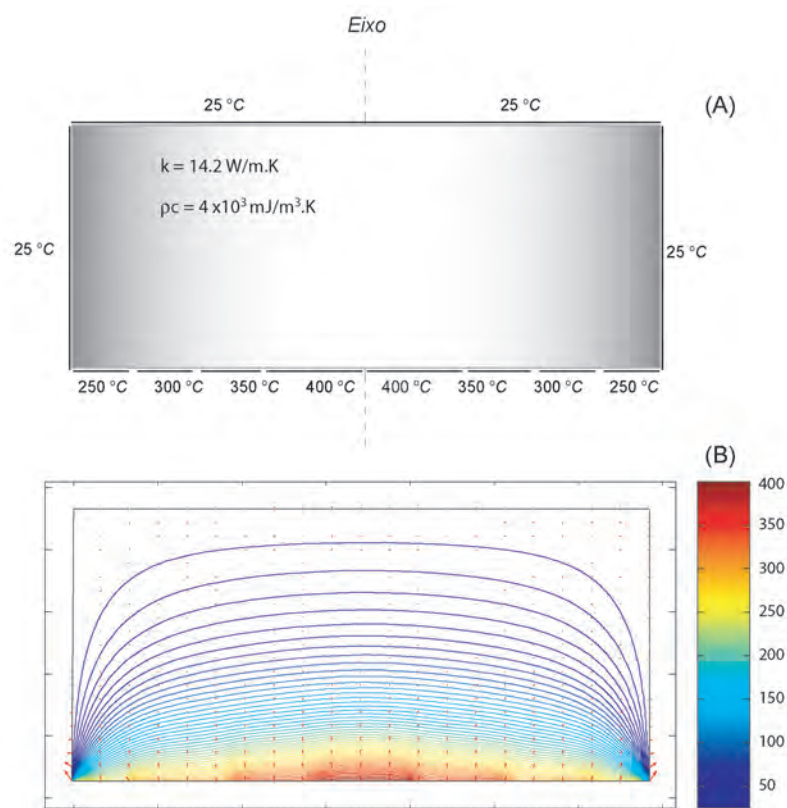 Eixo
25 °C 25 °C
(A)
k = 14.2 W/m.K
ρc = 4 x10³ mJ/m³.K
25 °C 25 °C
250 °C 300 °C 350 °C 400 °C 400 °C 350 °C 300 °C 250 °C
(B)
400
350
300
250
200
150
100
50